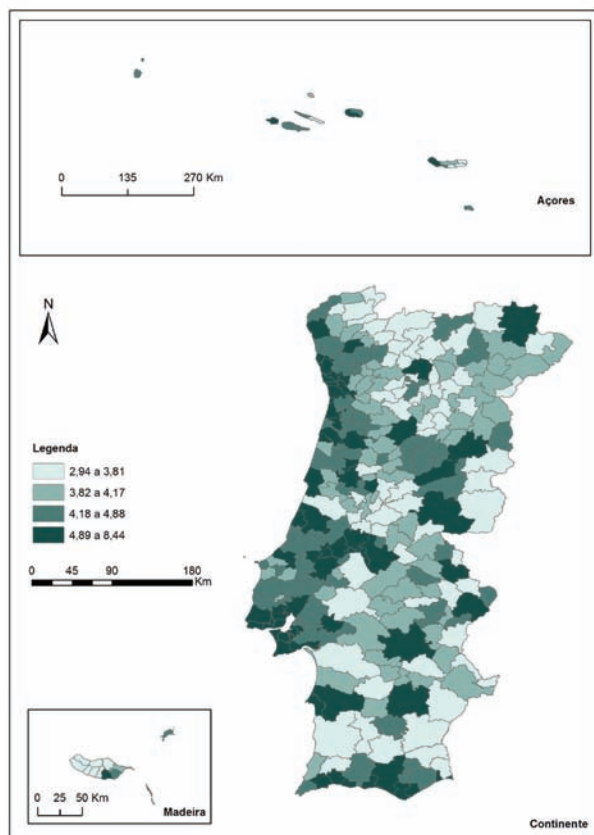 0 135 270 Km
Açores
N
Legenda
2,94 a 3,81
3,82 a 4,17
4,18 a 4,88
4,89 a 8,44
0 45 90 180
Km
0 25 50 Km
Madeira
Continente